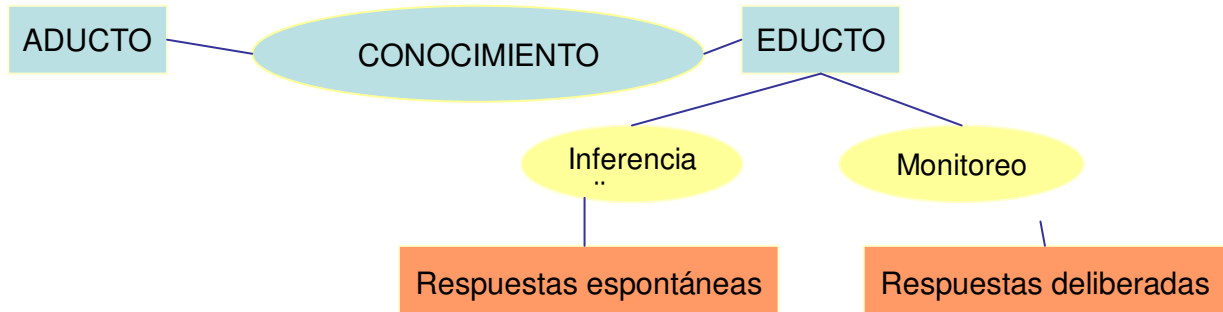 ADUCTO
CONOCIMIENTO
EDUCTO
Inferencia
Monitoreo
Respuestas espontáneas
Respuestas deliberadas